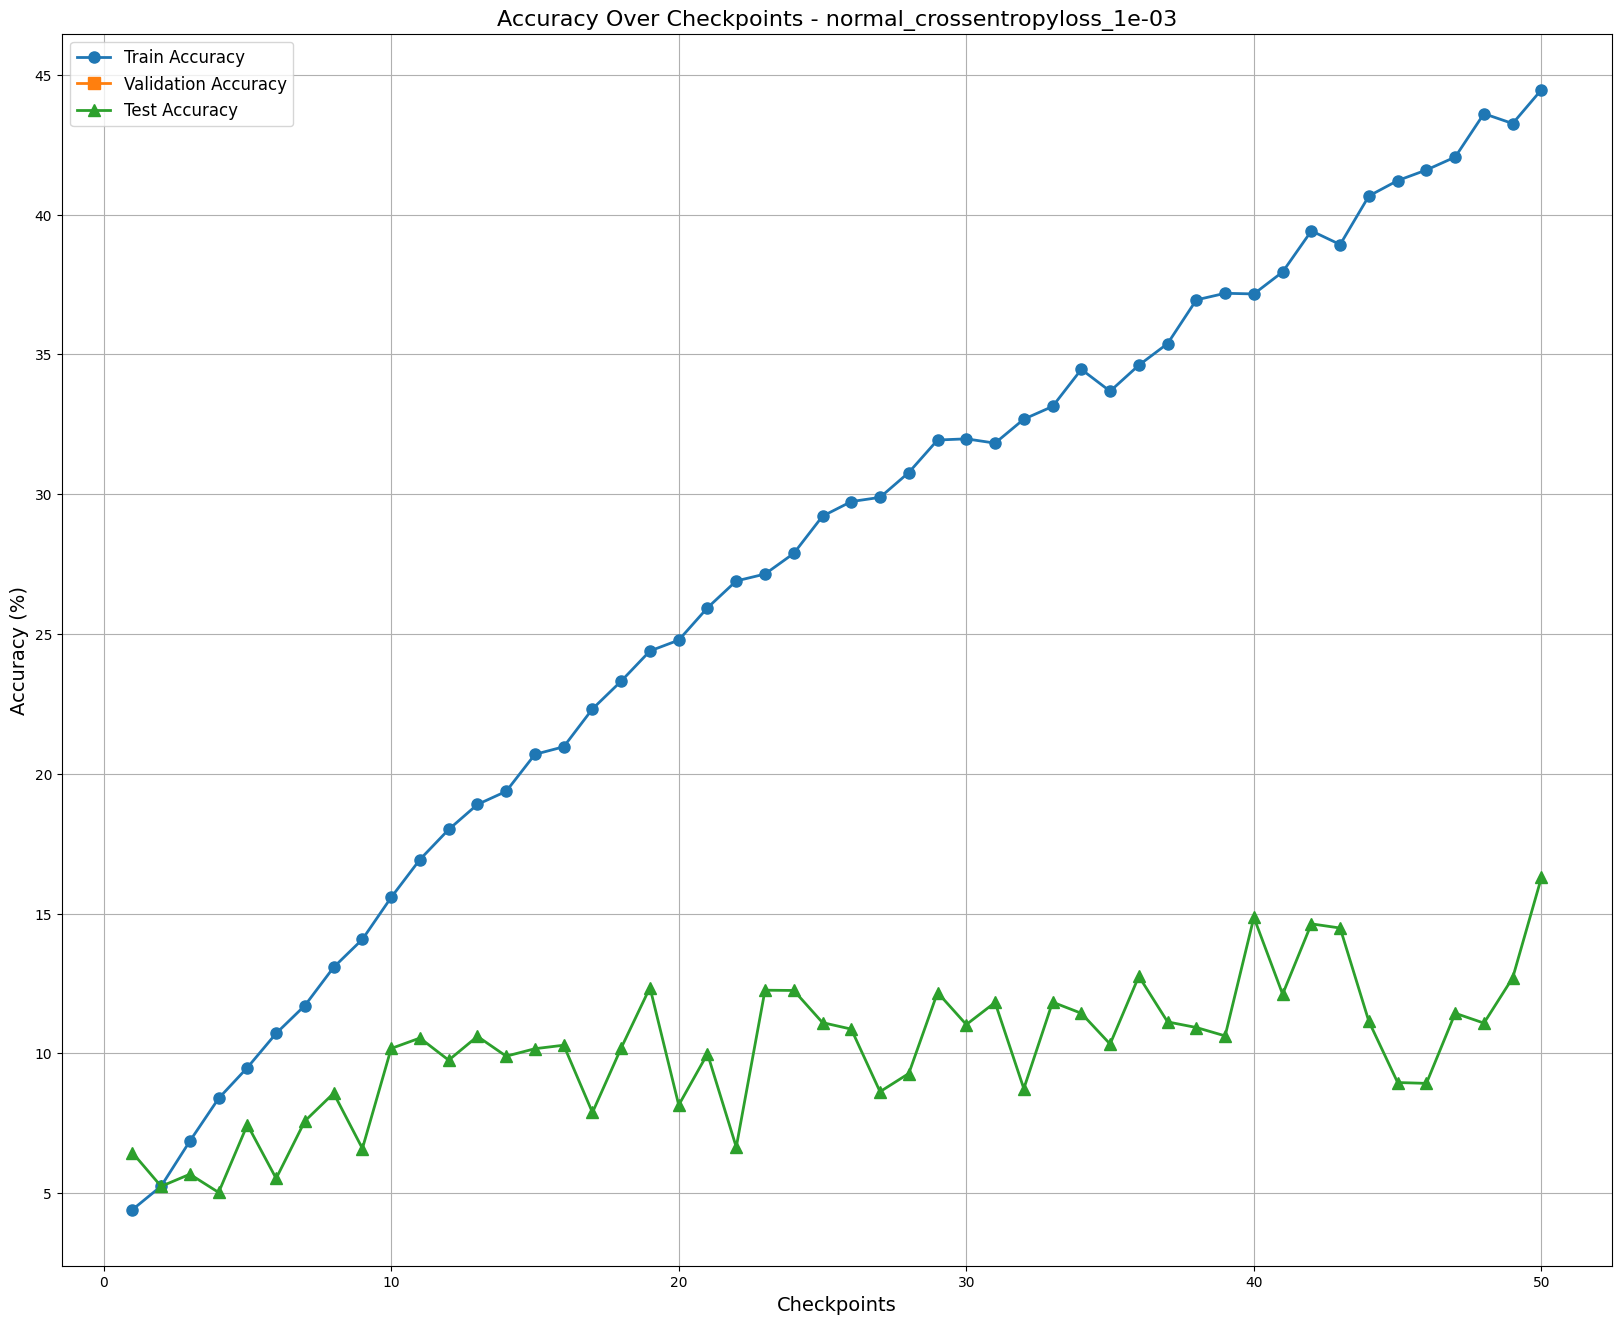 Accuracy Over Checkpoints - normal_crossentropyloss_1e-03
Train Accuracy
Validation Accuracy
Test Accuracy
45
40
35
30
25
20
15
10
5
Accuracy (%)
0 10 20 30 40 50
Checkpoints